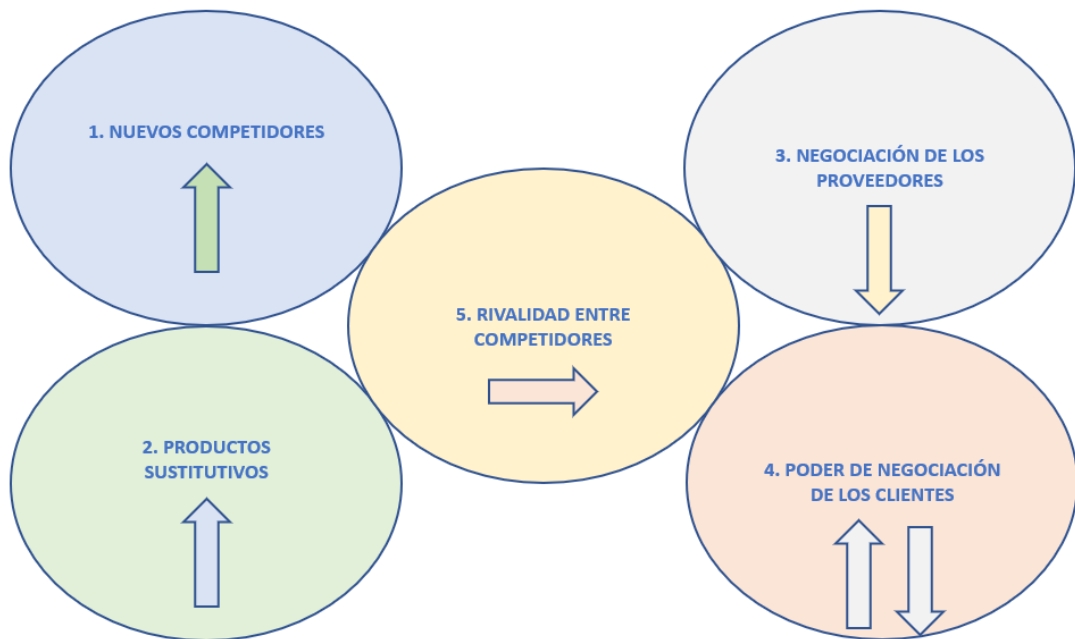 1. NUEVOS COMPETIDORES
2. PRODUCTOS
SUSTITUTIVOS
3. NEGOCIACIÓN DE LOS
PROVEEDORES
4. PODER DE NEGOCIACIÓN
DE LOS CLIENTES
5. RIVALIDAD ENTRE
COMPETIDORES